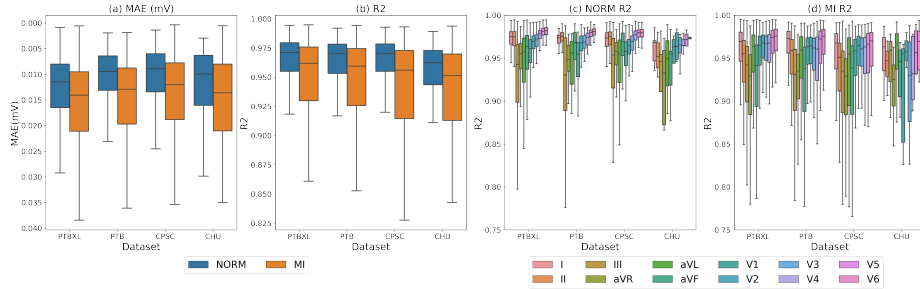 (a) MAE (mV)
0.000
0.005
0.010
0.015
0.020
0.025
0.030
0.035
0.040
MAE(mV)
PTBXL PTB CPSC CHU
Dataset
(b) R2
1.000
0.975
0.950
0.925
0.900
0.875
0.850
0.825
R2
PTBXL PTB CPSC CHU
Dataset
NORM MI
(c) NORM R2
1.00
0.95
0.90
0.85
0.80
0.75
R2
PTBXL PTB CPSC CHU
Dataset
(d) MI R2
1.00
0.95
0.90
0.85
0.80
0.75
R2
PTBXL PTB CPSC CHU
Dataset
I III aVL V1 V3 V5
II aVR aVF V2 V4 V6